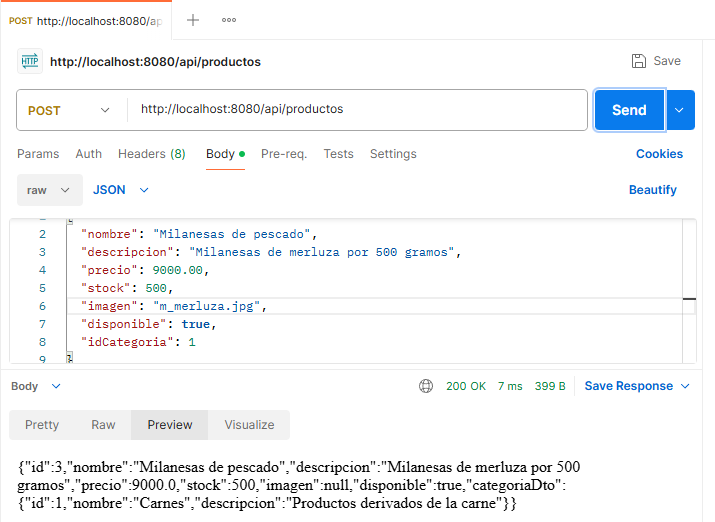 POST http://localhost:8080/ap
HTTP http://localhost:8080/api/productos Save
POST http://localhost:8080/api/productos Send
Params Auth Headers (8) Body Pre-req. Tests Settings Cookies
raw JSON Beautify
1 {
2 "nombre": "Milanesas de pescado",
3 "descripcion": "Milanesas de merluza por 500 gramos",
4 "precio": 9000.00,
5 "stock": 500,
6 "imagen": "m_merluza.jpg",
7 "disponible": true,
8 "idCategoria": 1
9 }
Body 200 OK 7 ms 399 B Save Response
Pretty Raw Preview Visualize
{"id":3,"nombre":"Milanesas de pescado","descripcion":"Milanesas de merluza por 500
gramos","precio":9000.0,"stock":500,"imagen":null,"disponible":true,"categoriaDto":
{"id":1,"nombre":"Carnes","descripcion":"Productos derivados de la carne"}}